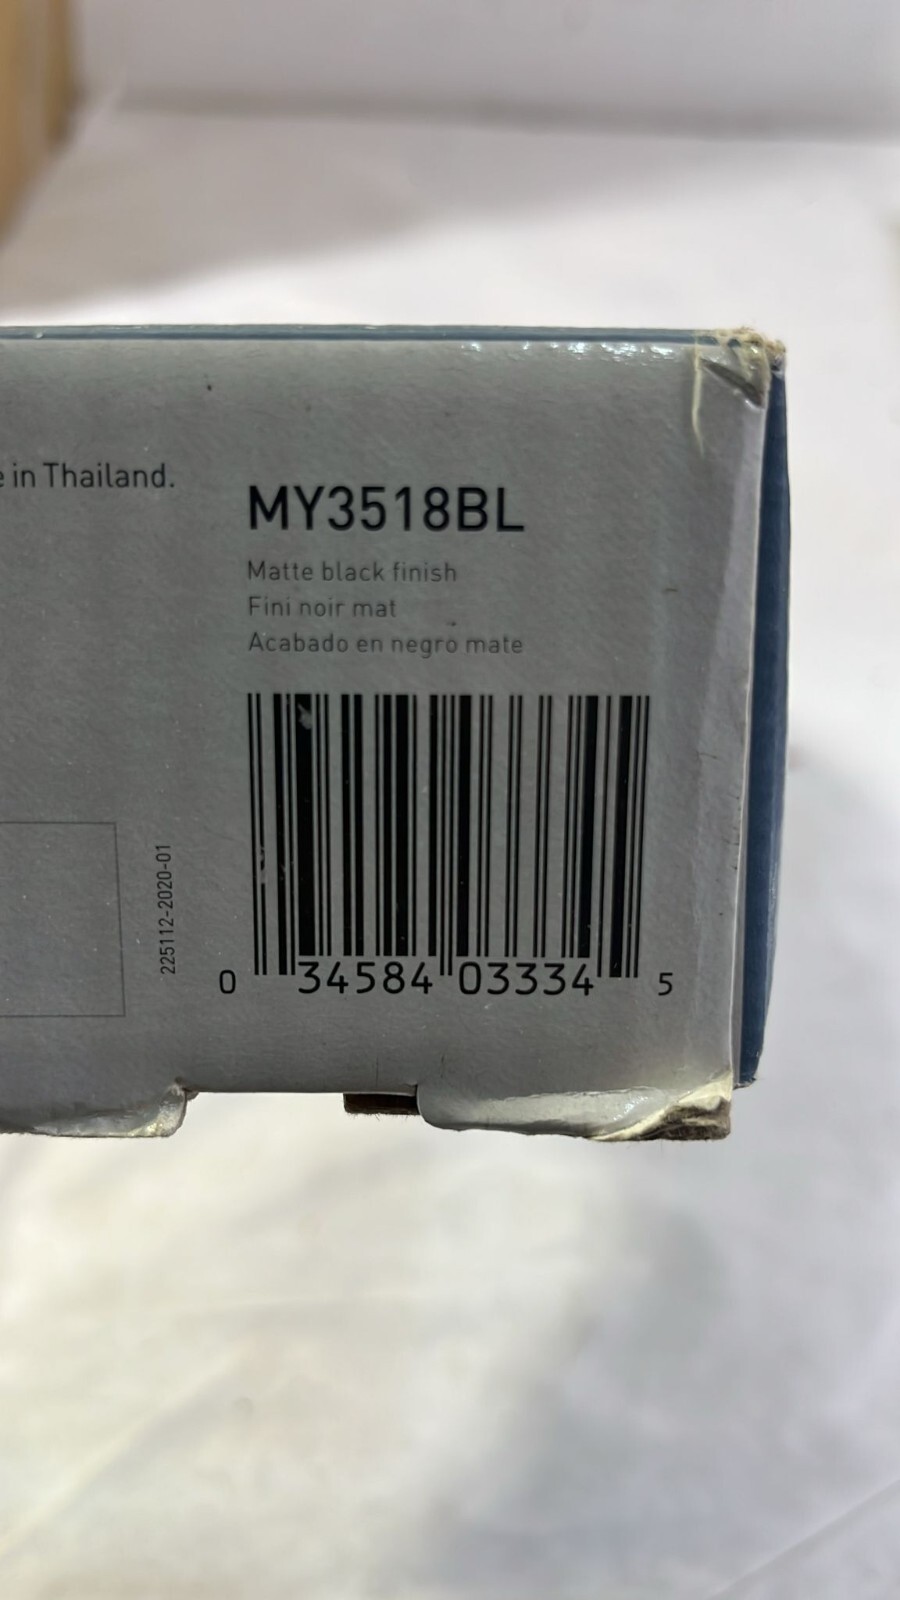 e in Thailand.
MY3518BL
Matte black finish
Fini noir mat
Acabado en negro mate
225112-2020-01
0 34584 03334 5